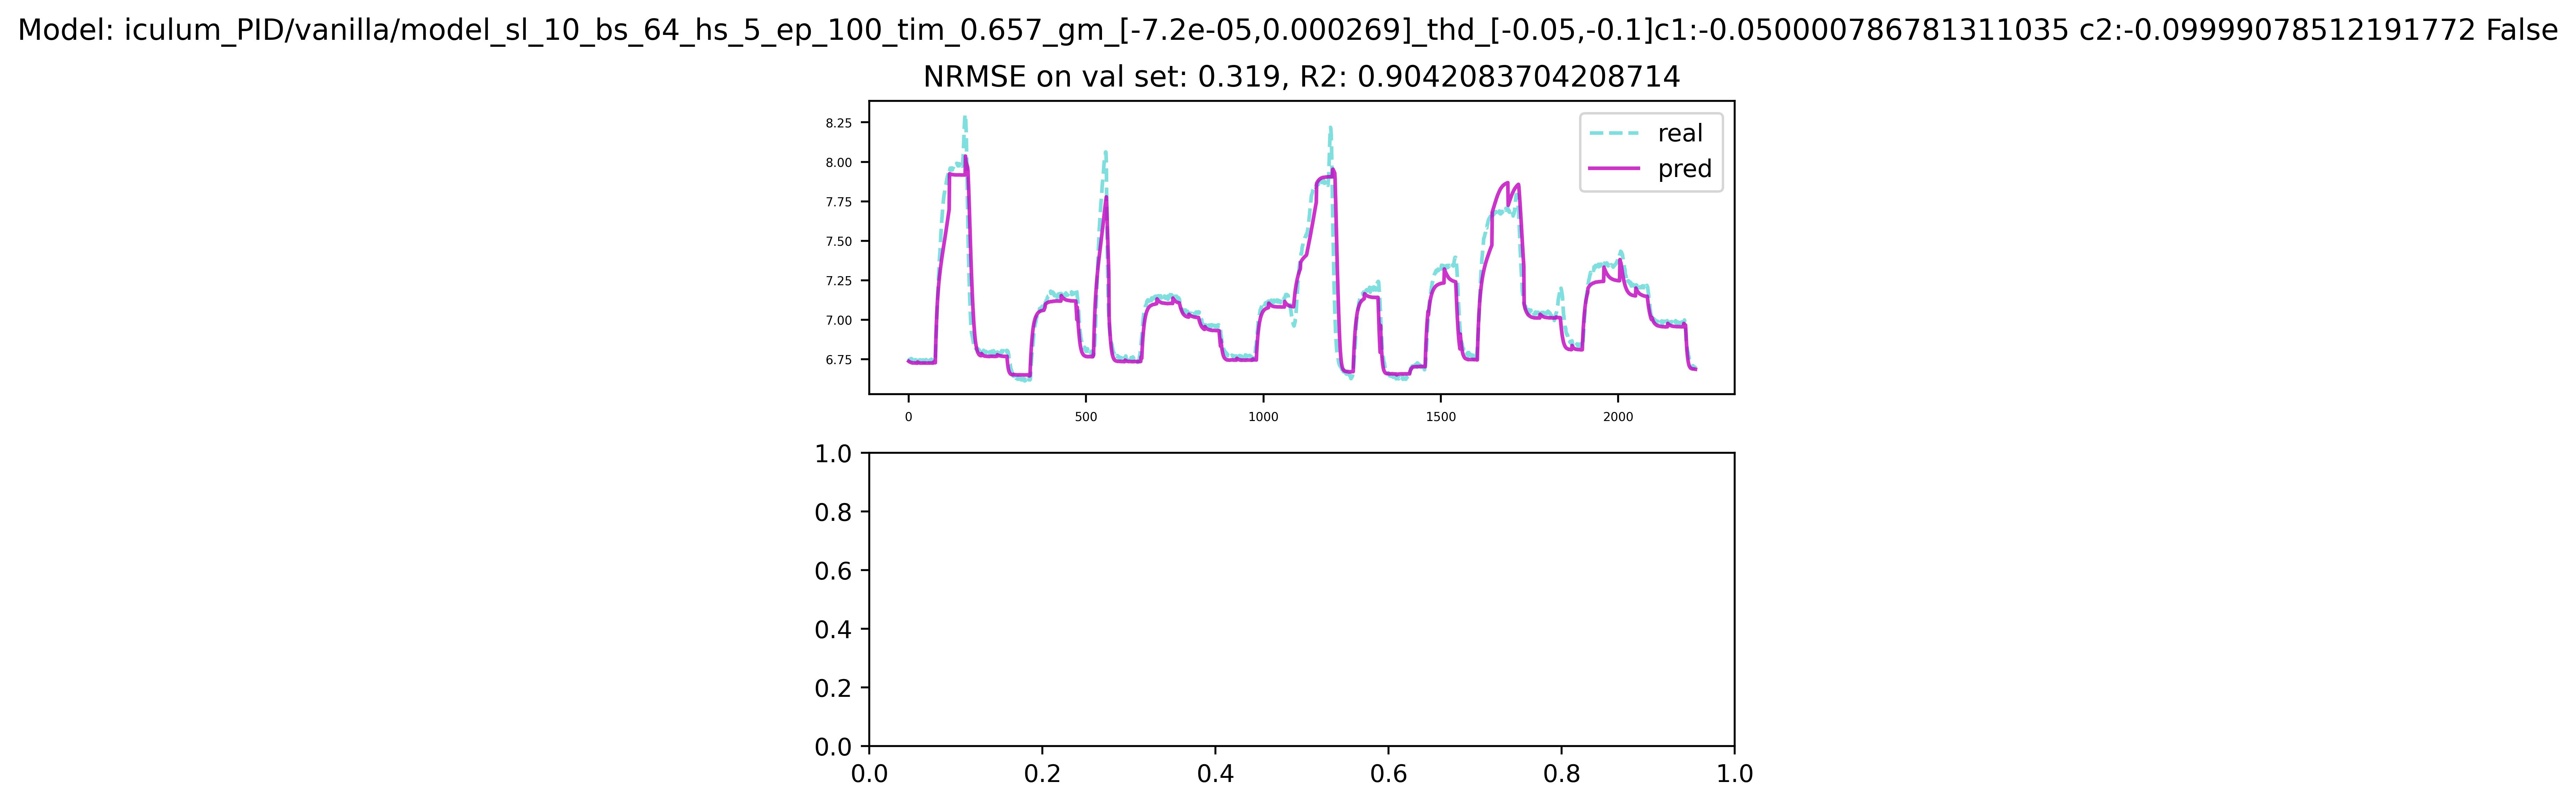 Model: iculum_PID/vanilla/model_sl_10_bs_64_hs_5_ep_100_tim_0.657_gm_[-7.2e-05,0.000269]_thd_[-0.05,-0.1]c1:-0.050000786781311035 c2:-0.09999078512191772 False
NRMSE on val set: 0.319, R2: 0.9042083704208714
real
pred
8.25
8.00
7.75
7.50
7.25
7.00
6.75
0 500 1000 1500 2000
1.0
0.8
0.6
0.4
0.2
0.0
0.0 0.2 0.4 0.6 0.8 1.0